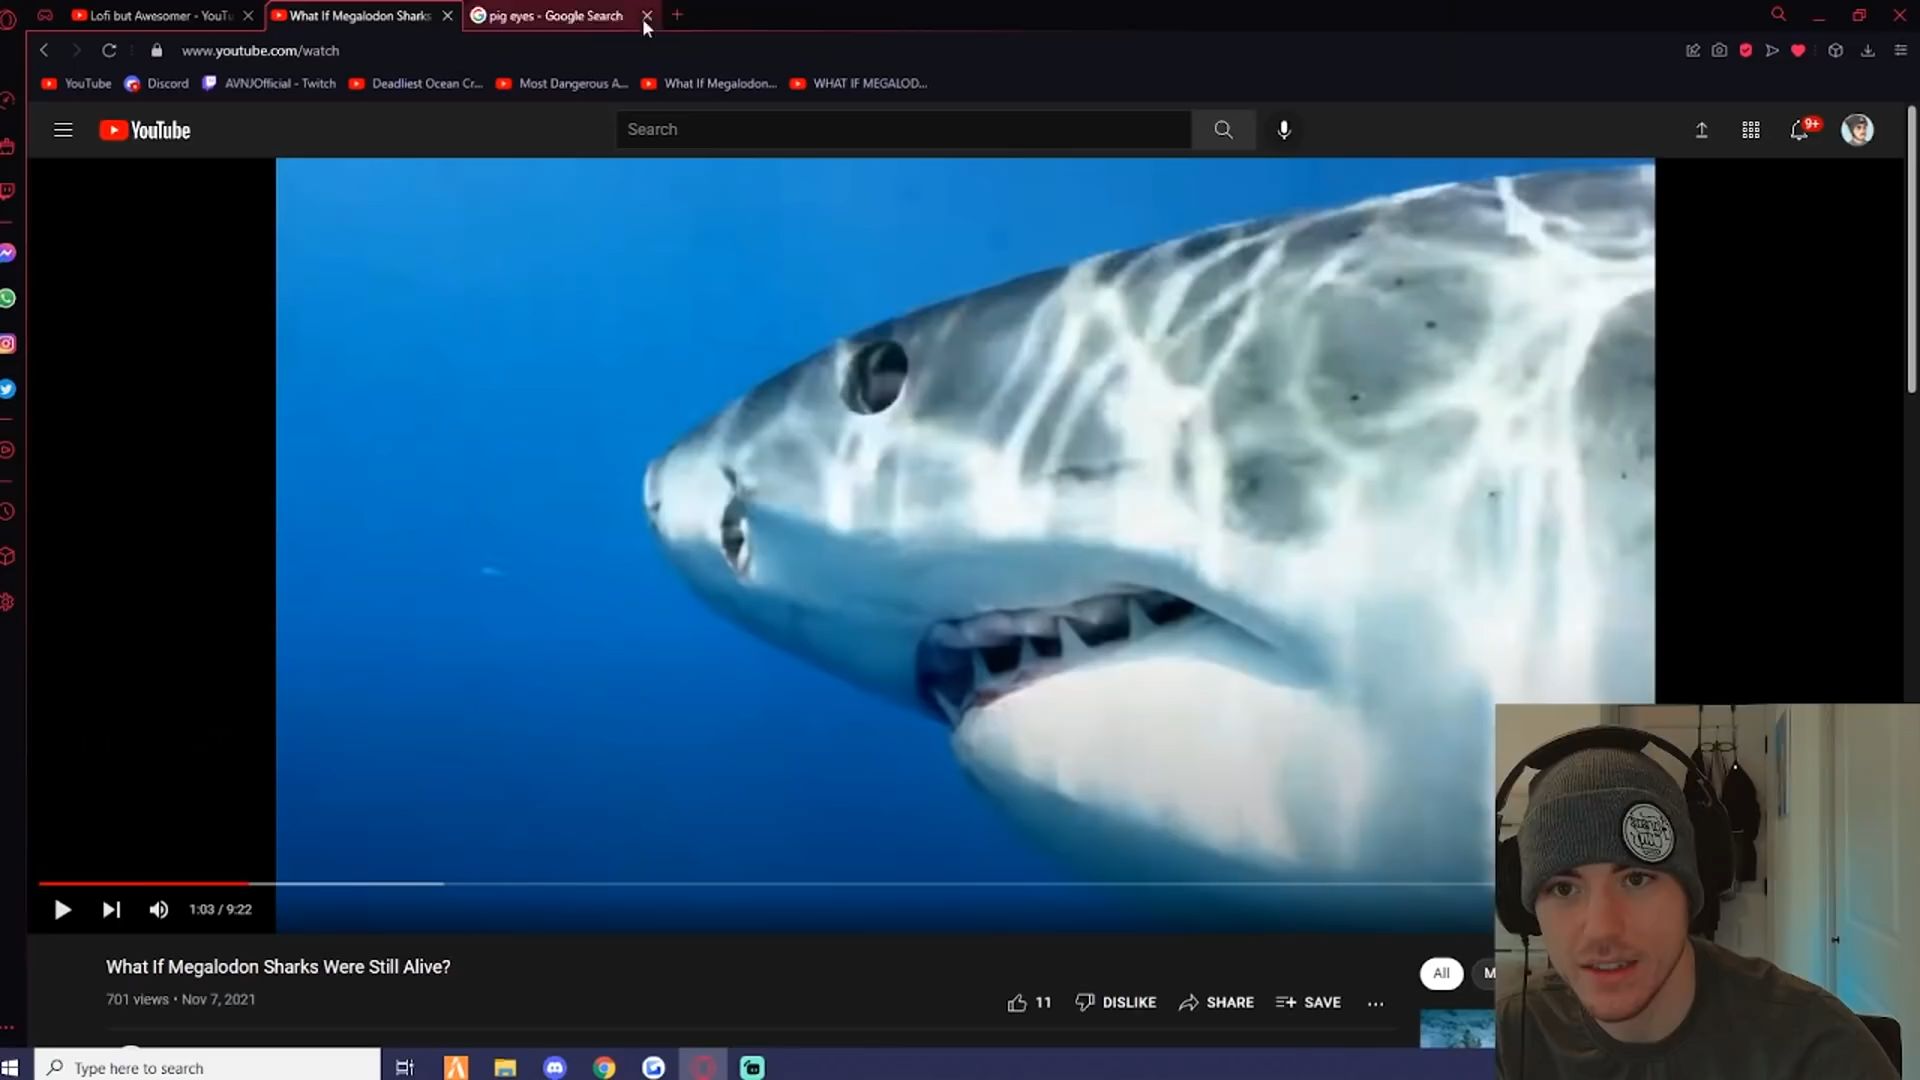 Lofi but Awesomer - YouTu
What If Megalodon Sharks
pig eyes - Google Search
www.youtube.com/watch
YouTube
Discord
AVNJOfficial - Twitch
Deadliest Ocean Cr...
Most Dangerous A...
What If Megalodon...
WHAT IF MEGALOD...
YouTube
Search
9+
1:03 / 9:22
What If Megalodon Sharks Were Still Alive?
701 views • Nov 7, 2021
11
DISLIKE
SHARE
SAVE
All
M
Type here to search